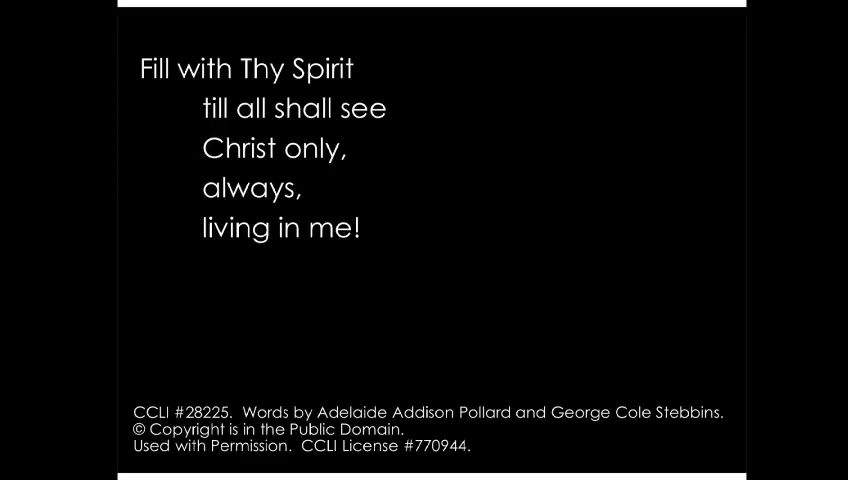 Fill with Thy Spirit
till all shall see
Christ only,
always,
living in me!
CCLI #28225.  Words by Adelaide Addison Pollard and George Cole Stebbins.
© Copyright is in the Public Domain.
Used with Permission.  CCLI License #770944.